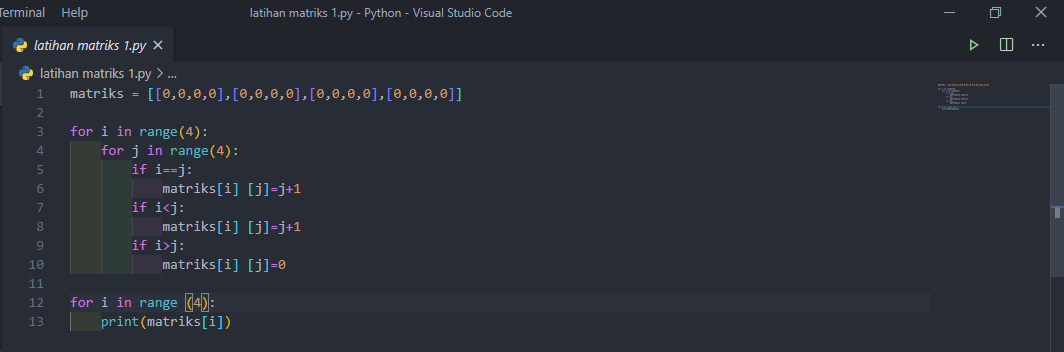 Terminal Help latihan matriks 1.py - Python - Visual Studio Code
latihan matriks 1.py
latihan matriks 1.py > ...
1 matriks = [[0,0,0,0],[0,0,0,0],[0,0,0,0],[0,0,0,0]]
2
3 for i in range(4):
4     for j in range(4):
5         if i==j:
6             matriks[i] [j]=j+1
7         if i<j:
8             matriks[i] [j]=j+1
9         if i>j:
10             matriks[i] [j]=0
11
12 for i in range (4):
13     print(matriks[i])